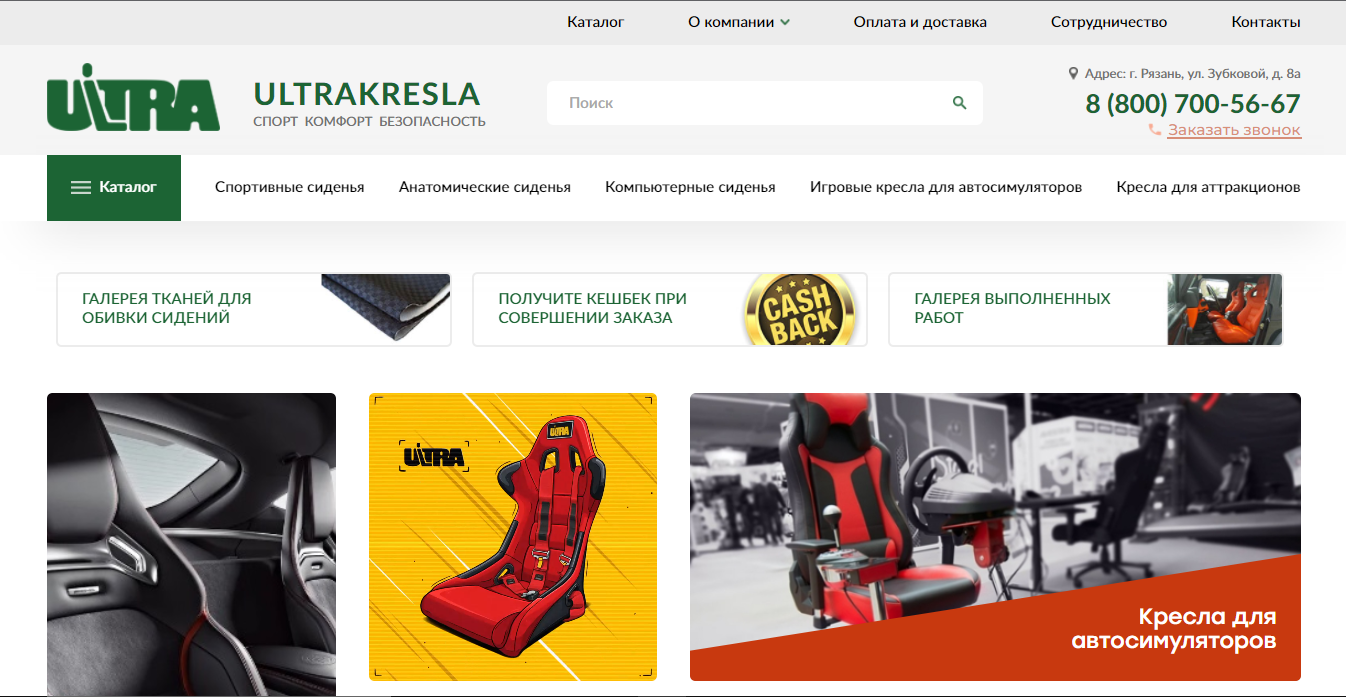 Каталог
О компании
Оплата и доставка
Сотрудничество
Контакты
ULTRA
ULTRAKRESLA
СПОРТ КОМФОРТ БЕЗОПАСНОСТЬ
Поиск
Адрес: г. Рязань, ул. Зубковой, д. 8а
8 (800) 700-56-67
Заказать звонок
Каталог
Спортивные сиденья
Анатомические сиденья
Компьютерные сиденья
Игровые кресла для автосимуляторов
Кресла для аттракционов
ГАЛЕРЕЯ ТКАНЕЙ ДЛЯ
ОБИВКИ СИДЕНИЙ
ПОЛУЧИТЕ КЕШБЕК ПРИ
СОВЕРШЕНИИ ЗАКАЗА
CASH
BACK
ГАЛЕРЕЯ ВЫПОЛНЕННЫХ
РАБОТ
ULTRA
ULTRA
Кресла для
автосимуляторов